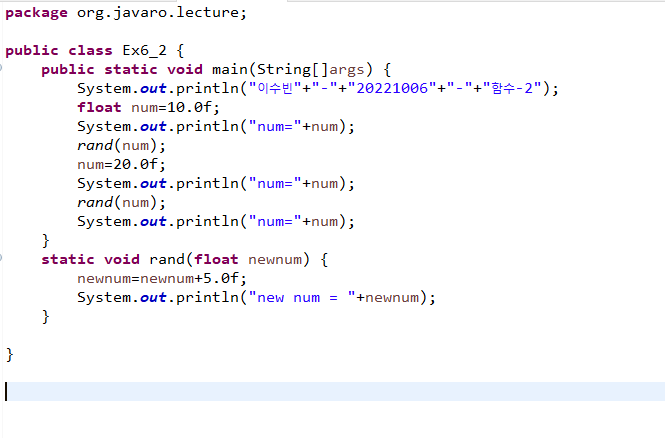 package org.javaro.lecture;
public class Ex6_2 {
public static void main(String[]args) {
System.out.println("이수빈"+"-"+"20221006"+"-"+"함수-2");
float num=10.0f;
System.out.println("num="+num);
rand(num);
num=20.0f;
System.out.println("num="+num);
rand(num);
System.out.println("num="+num);
}
static void rand(float newnum) {
newnum=newnum+5.0f;
System.out.println("new num = "+newnum);
}
}